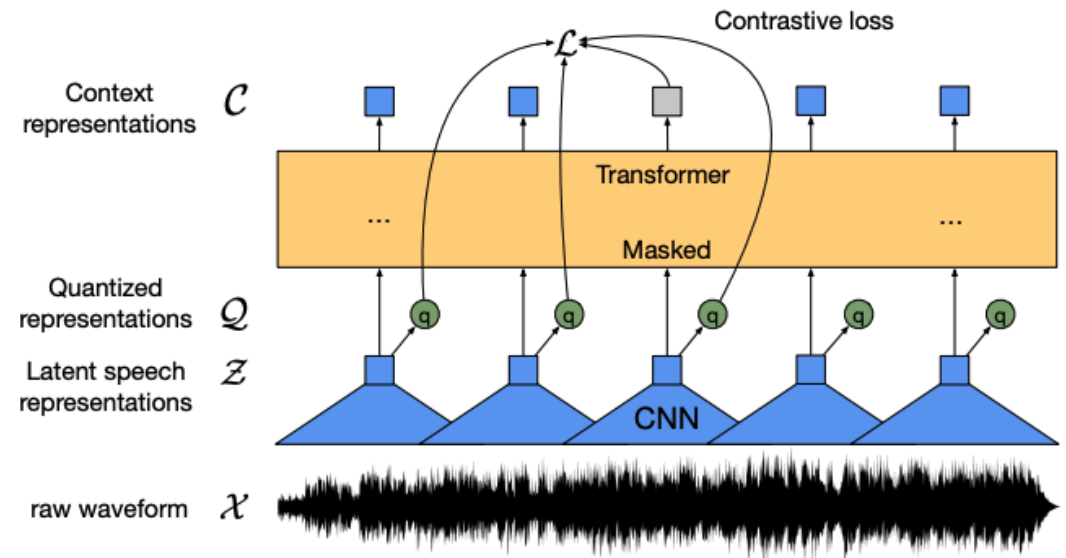 Contrastive loss
ℒ
Context
representations
𝒞
Transformer
...
...
Masked
Quantized
representations
𝒬
q
q
q
q
q
Latent speech
representations
𝒵
CNN
raw waveform
𝒳